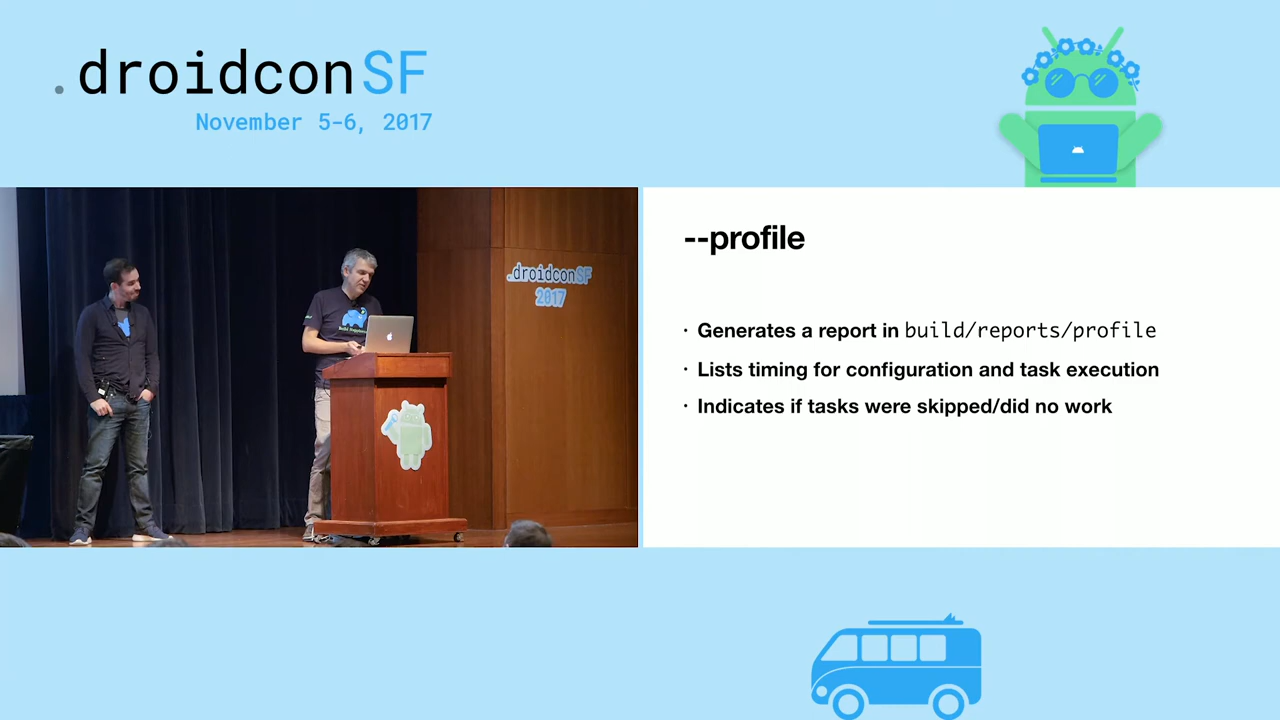 .droidconSF
November 5-6, 2017
.droidconSF
2017
--profile
· Generates a report in build/reports/profile
· Lists timing for configuration and task execution
· Indicates if tasks were skipped/did no work